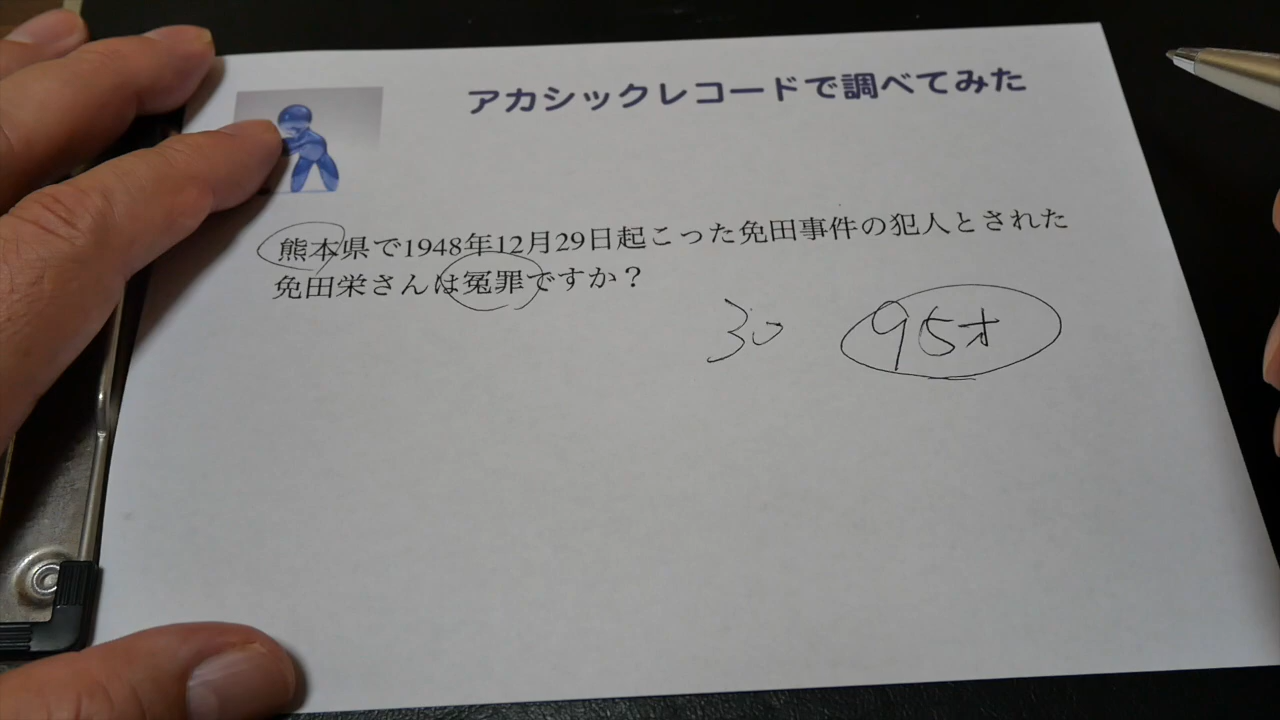 アカシックレコードで調べてみた
熊本県で1948年12月29日起こった免田事件の犯人とされた
免田栄さんは冤罪ですか？
30 95才